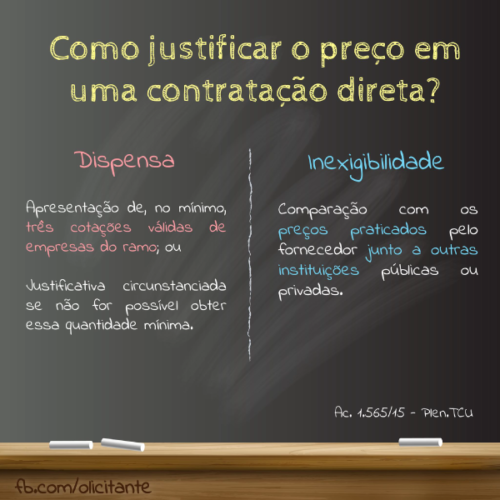 Como justificar o preço em
uma contratação direta?
Dispensa
Apresentação de, no mínimo,
três cotações válidas de
empresas do ramo; ou
Justificativa circunstanciada
se não for possível obter
essa quantidade mínima.
Inexigibilidade
Comparação com os
preços praticados pelo
fornecedor junto a outras
instituições públicas ou
privadas.
Ac. 1.565/15 - Plen.TCU
fb.com/olicitante